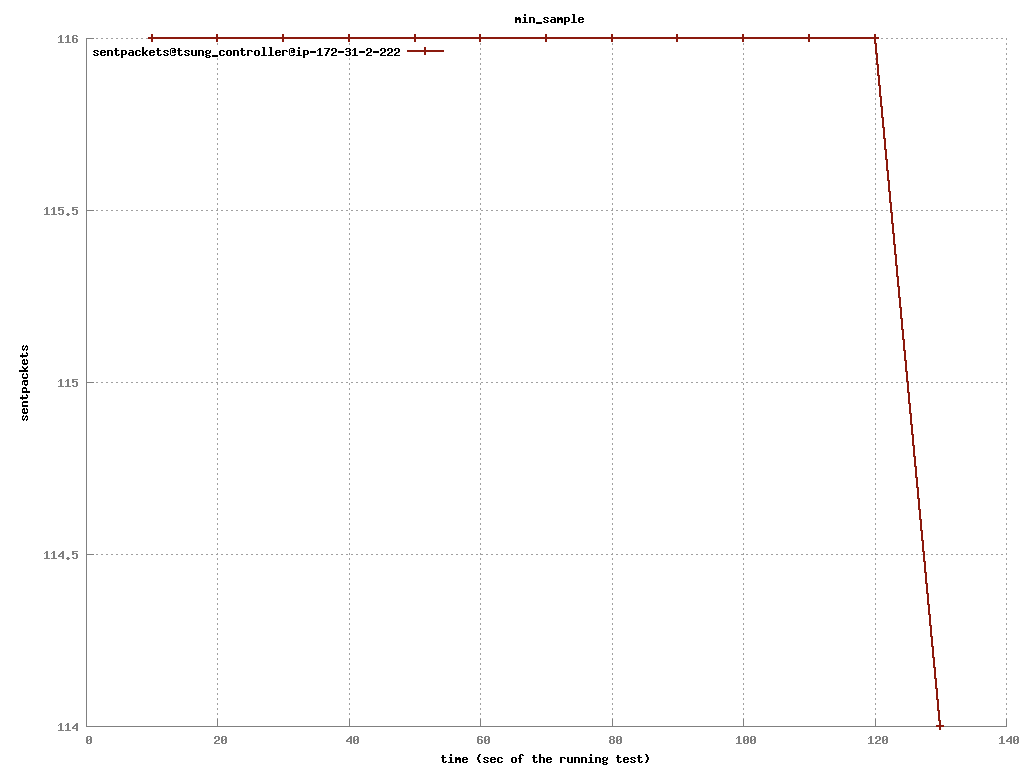 min_sample
116
sentpackets@tsung_controller@ip-172-31-2-222
115.5
115
sentpackets
114.5
114
0 20 40 60 80 100 120 140
time (sec of the running test)